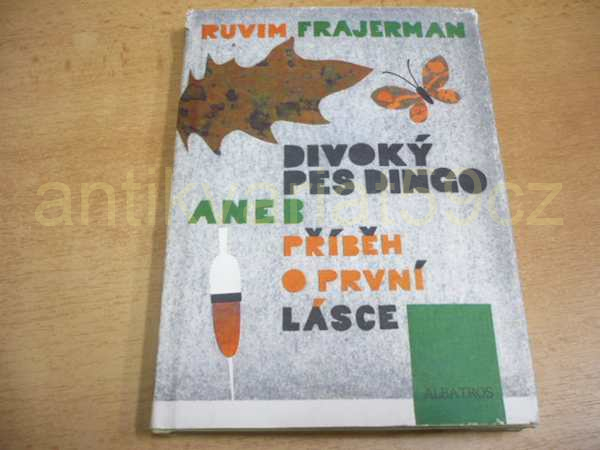 RUVIM FRAJERMAN
DIVOKÝ
PES DINGO
ANEB
PŘÍBĚH
O PRVNÍ
LÁSCE
ALBATROS